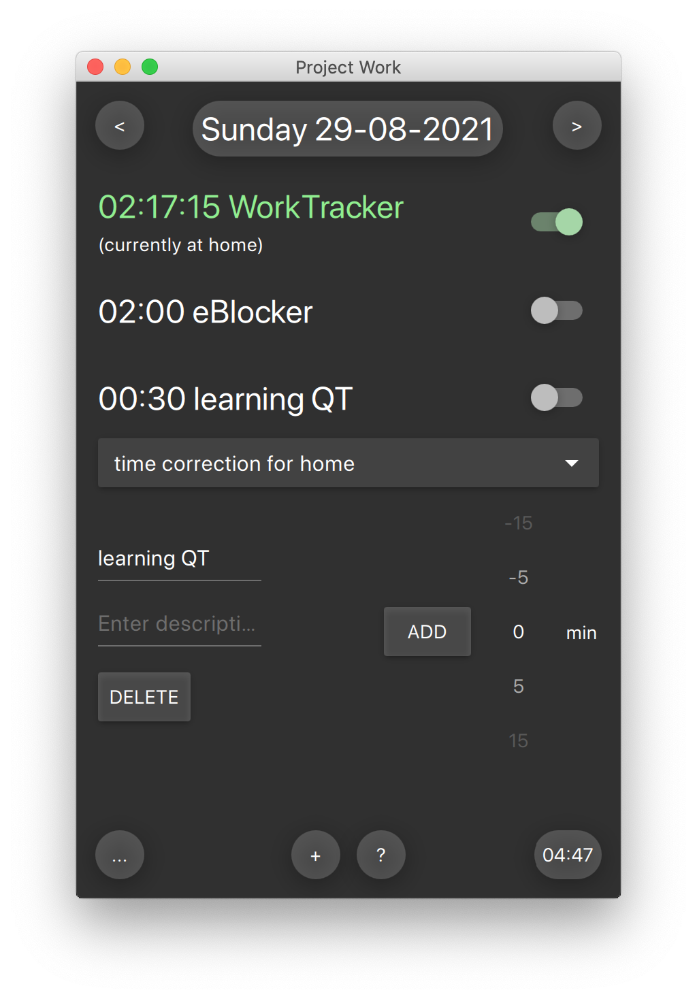 Project Work
<
Sunday 29-08-2021
>
02:17:15 WorkTracker
(currently at home)
02:00 eBlocker
00:30 learning QT
time correction for home
-15
learning QT
-5
Enter descripti...
ADD
0
min
5
DELETE
15
...
+
?
04:47